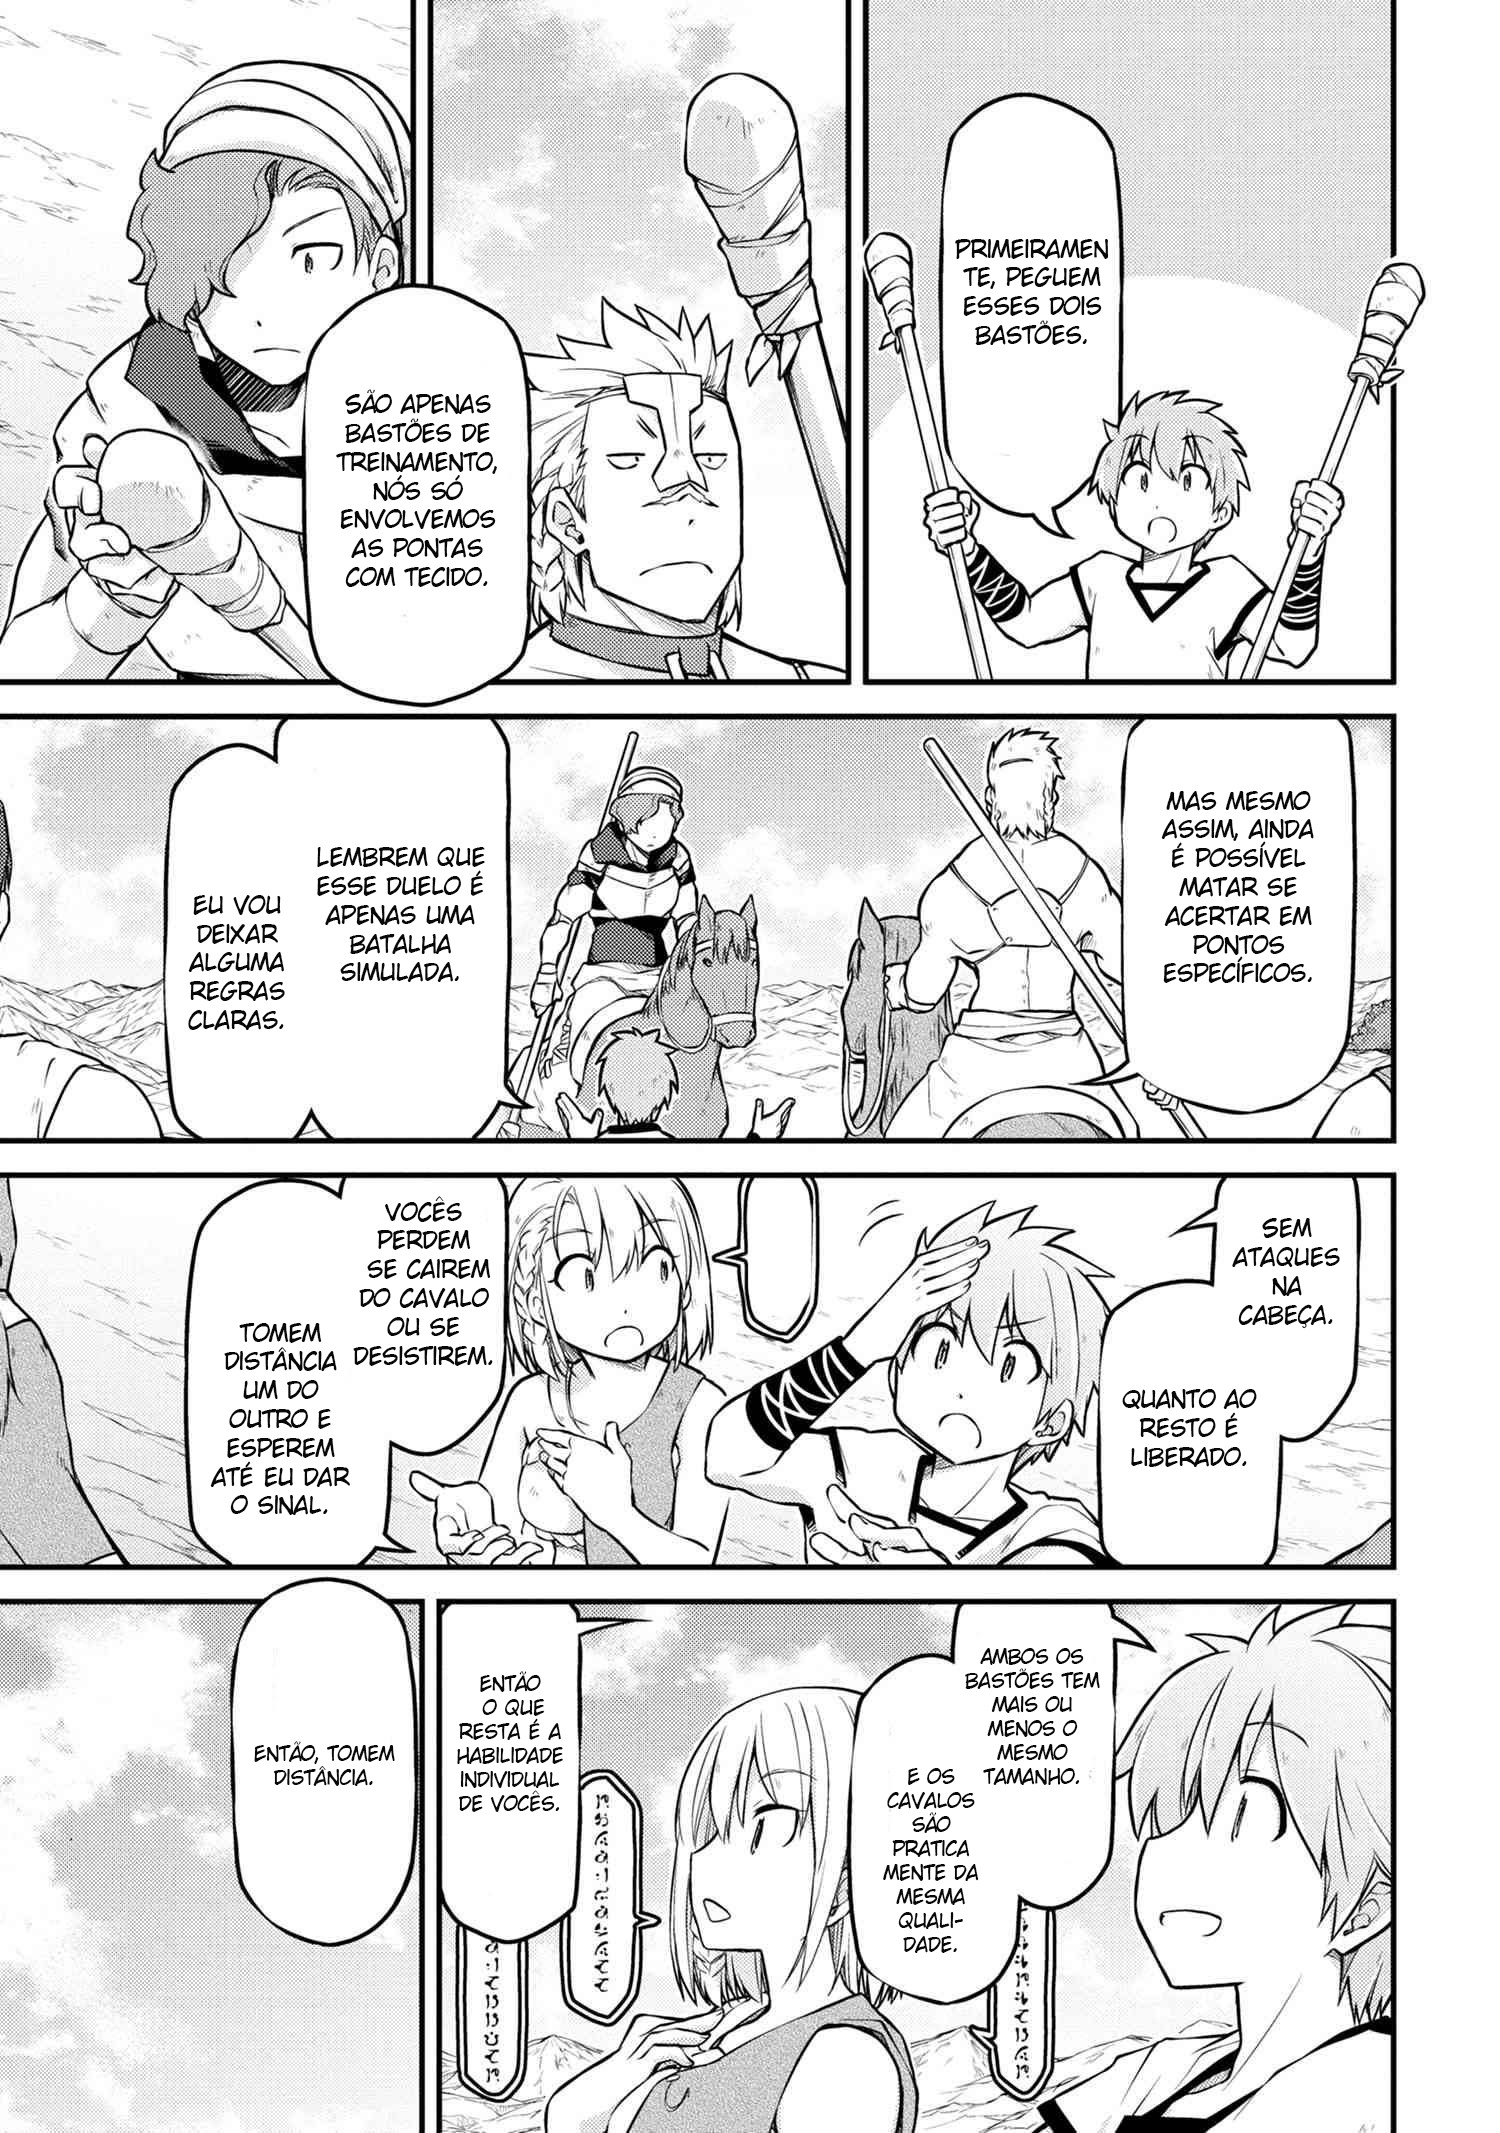 PRIMEIRAMEN
TE, PEGUEM
ESSES DOIS
BASTÕES.
SÃO APENAS
BASTÕES DE
TREINAMENTO,
NÓS SÓ
ENVOLVEMOS
AS PONTAS
COM TECIDO.
MAS MESMO
ASSIM, AINDA
É POSSÍVEL
MATAR SE
ACERTAR EM
PONTOS
ESPECÍFICOS.
LEMBREM QUE
ESSE DUELO É
APENAS UMA
BATALHA
SIMULADA.
EU VOU
DEIXAR
ALGUMA
REGRAS
CLARAS.
SEM
ATAQUES
NA
CABEÇA.
QUANTO AO
RESTO É
LIBERADO.
VOCÊS
PERDEM
SE CAIREM
DO CAVALO
OU SE
DESISTIREM.
TOMEM
DISTÂNCIA
UM DO
OUTRO E
ESPEREM
ATÉ EU DAR
O SINAL.
AMBOS OS
BASTÕES TEM
MAIS OU
MENOS O
MESMO
TAMANHO.
E OS
CAVALOS
SÃO
PRATICA
MENTE DA
MESMA
QUALI-
DADE.
ENTÃO
O QUE
RESTA É A
HABILIDADE
INDIVIDUAL
DE VOCÊS.
ENTÃO, TOMEM
DISTÂNCIA.